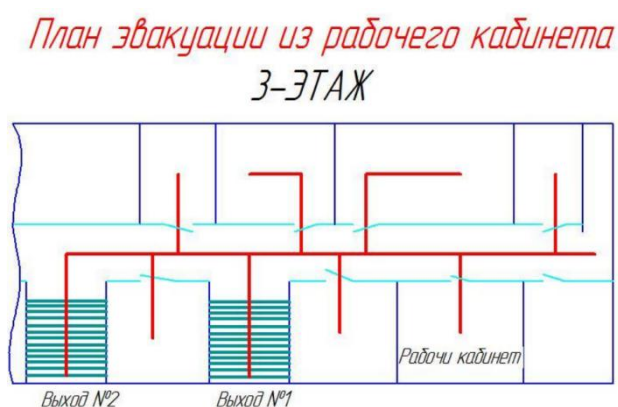 План эвакуации из рабочего кабинета
3-ЭТАЖ
Рабочи кабинет
Выход №2
Выход №1